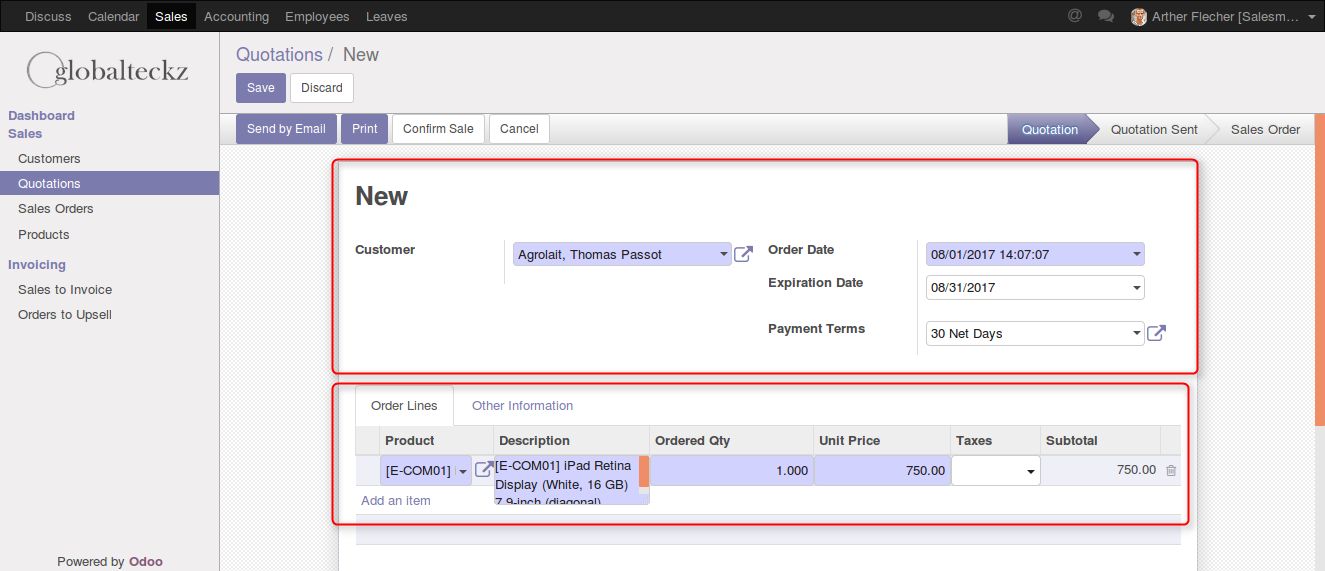 Discuss Calendar Sales Accounting Employees Leaves @ Arther Flecher [Salesm...
globalteckz
Dashboard
Sales
Customers
Quotations
Sales Orders
Products
Invoicing
Sales to Invoice
Orders to Upsell
Powered by Odoo
Quotations / New
Save Discard
Send by Email Print Confirm Sale Cancel Quotation Quotation Sent Sales Order
New
Customer Agrolait, Thomas Passot
Order Date 08/01/2017 14:07:07
Expiration Date 08/31/2017
Payment Terms 30 Net Days
Order Lines Other Information
Product Description Ordered Qty Unit Price Taxes Subtotal
[E-COM01] [E-COM01] iPad Retina 1.000 750.00 750.00
Display (White, 16 GB)
7.9-inch (diagonal)
Add an item